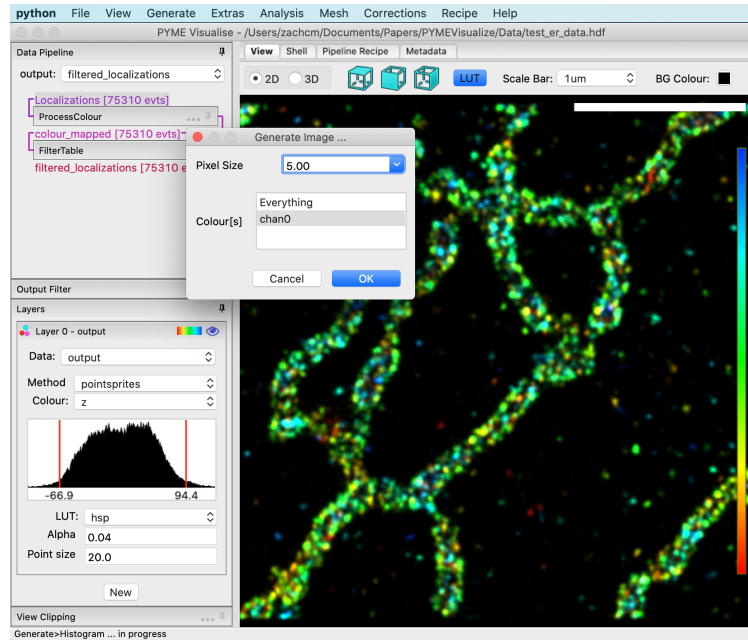 python File View Generate Extras Analysis Mesh Corrections Recipe Help
PYME Visualise - /Users/zachcm/Documents/Papers/PYMEVisualize/Data/test_er_data.hdf
Data Pipeline
output: filtered_localizations
Localizations [75310 evts]
ProcessColour
colour_mapped [75310 evts]
FilterTable
filtered_localizations [75310 e
Output Filter
Layers
Layer 0 - output
Data: output
Method pointsprites
Colour: z
-66.9 94.4
LUT: hsp
Alpha 0.04
Point size 20.0
New
View Clipping
Generate>Histogram ... in progress
View Shell Pipeline Recipe Metadata
2D 3D LUT Scale Bar: 1um BG Colour:
Generate Image ...
Pixel Size 5.00
Everything
Colour[s] chan0
Cancel OK